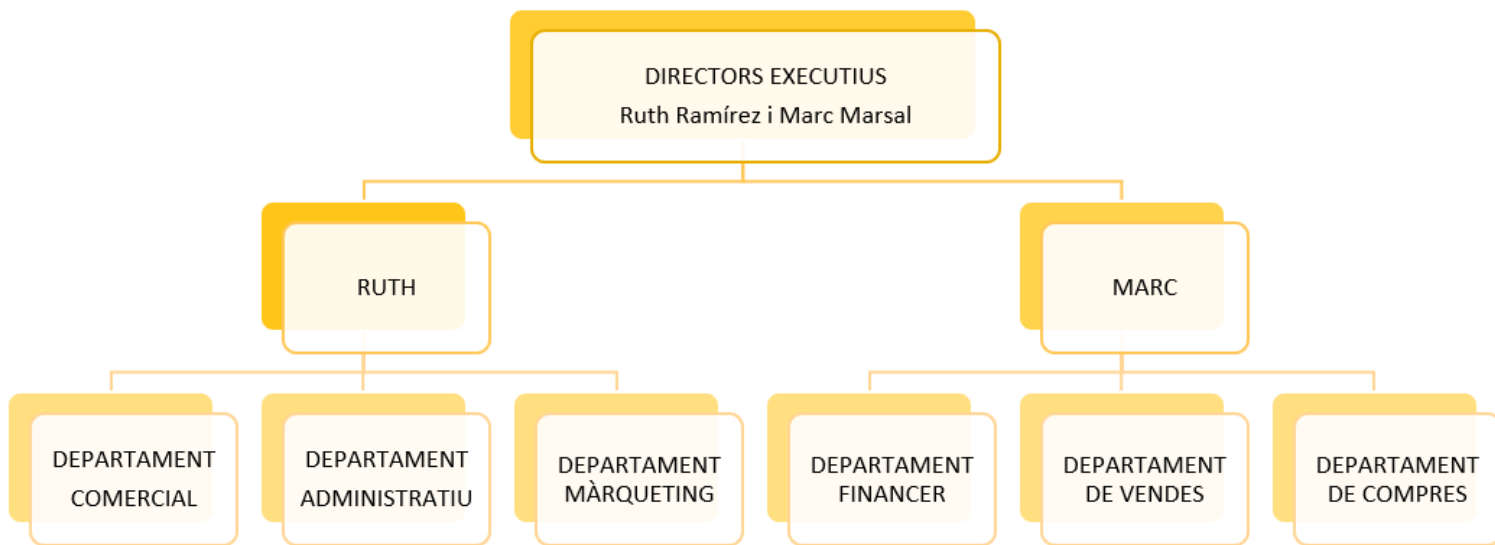 DIRECTORS EXECUTIUS
Ruth Ramírez i Marc Marsal
RUTH
MARC
DEPARTAMENT
COMERCIAL
DEPARTAMENT
ADMINISTRATIU
DEPARTAMENT
MÀRQUETING
DEPARTAMENT
FINANCER
DEPARTAMENT
DE VENDES
DEPARTAMENT
DE COMPRES